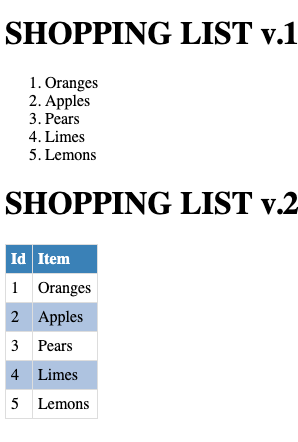 SHOPPING LIST v.1
1. Oranges
2. Apples
3. Pears
4. Limes
5. Lemons
SHOPPING LIST v.2
Id Item
1 Oranges
2 Apples
3 Pears
4 Limes
5 Lemons